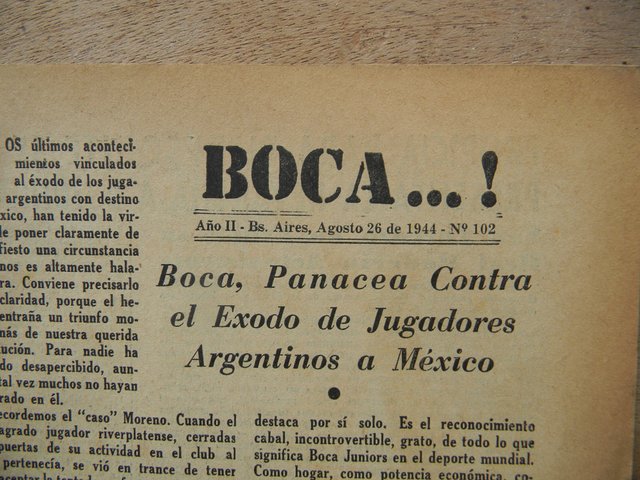 BOCA...!
Año II - Bs. Aires, Agosto 26 de 1944 - Nº 102
Boca, Panacea Contra
el Exodo de Jugadores
Argentinos a México
OS últimos aconteci-
mientos vinculados
al éxodo de los juga-
argentinos con destino
xico, han tenido la vir-
le poner claramente de
fiesto una circunstancia
nos es altamente hala-
ra. Conviene precisarlo
claridad, porque el he-
entraña un triunfo mo-
más de nuestra querida
tución. Para nadie ha
do desapercibido, aun-
tal vez muchos no hayan
rado en él.
ecordemos el "caso" Moreno. Cuando el
agrado jugador riverplatense, cerradas
puertas de su actividad en el club al
pertenecía, se vió en trance de tener
destaca por sí solo. Es el reconocimiento
cabal, incontrovertible, grato, de todo lo que
significa Boca Juniors en el deporte mundial.
Como hogar, como potencia económica, co-